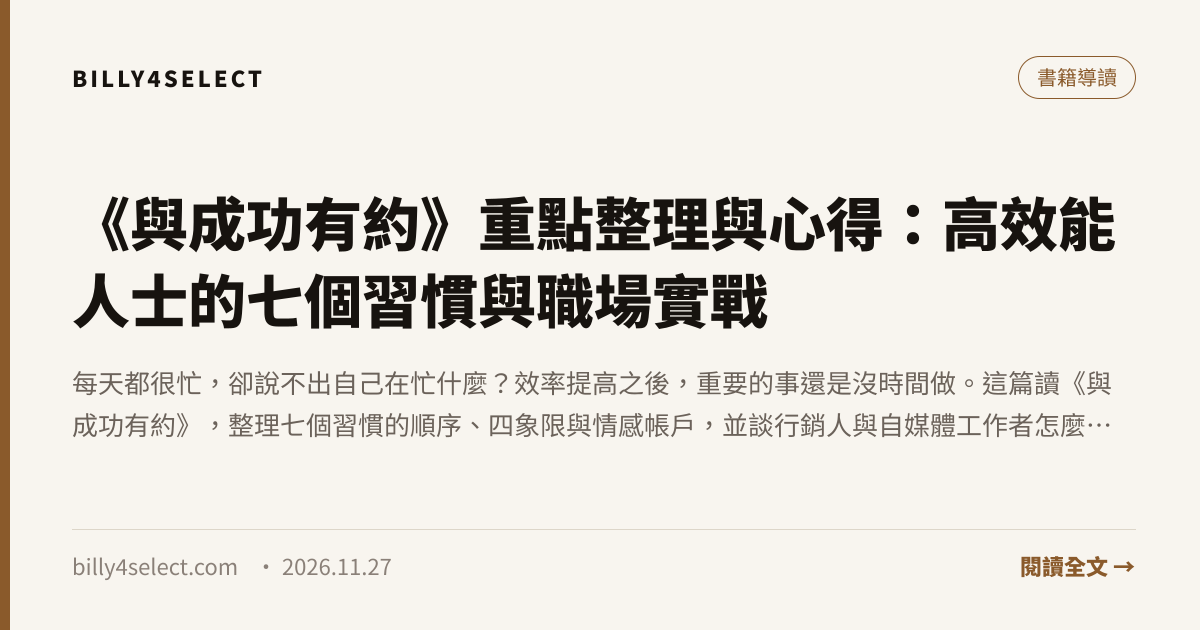 BILLY4SELECT
書籍導讀
《與成功有約》重點整理與心得：高效能
人士的七個習慣與職場實戰
每天都很忙，卻說不出自己在忙什麼？效率提高之後，重要的事還是沒時間做。這篇讀《與
成功有約》，整理七個習慣的順序、四象限與情感帳戶，並談行銷人與自媒體工作者怎麼…
billy4select.com • 2026.11.27
閱讀全文 →